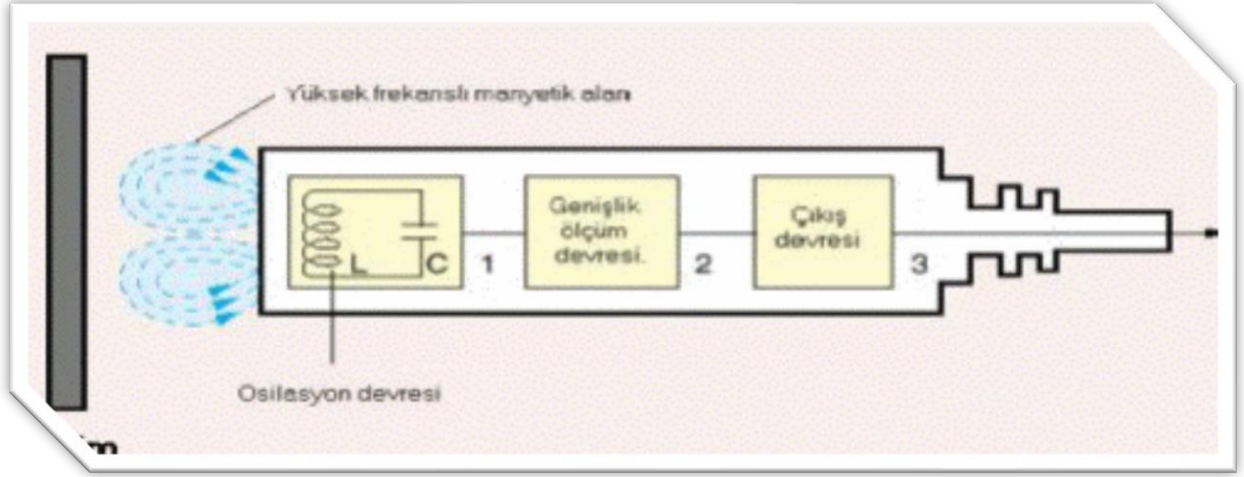 Yüksek frekanslı manyetik alan
Genişlik
ölçüm
devresi.
Çıkış
devresi
L
C
1
2
3
Osilasyon devresi